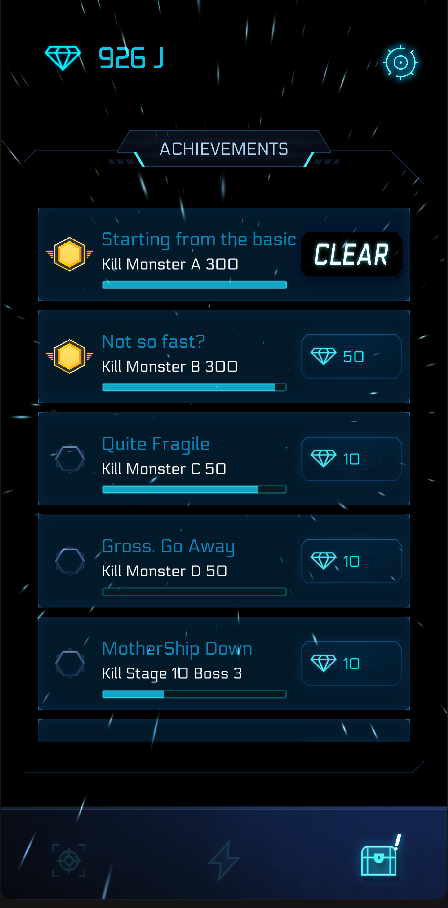 926 J
ACHIEVEMENTS
Starting from the basic
Kill Monster A 300
CLEAR
Not so fast?
Kill Monster B 300
50
Quite Fragile
Kill Monster C 50
10
Gross. Go Away
Kill Monster D 50
10
MotherShip Down
Kill Stage 10 Boss 3
10
!